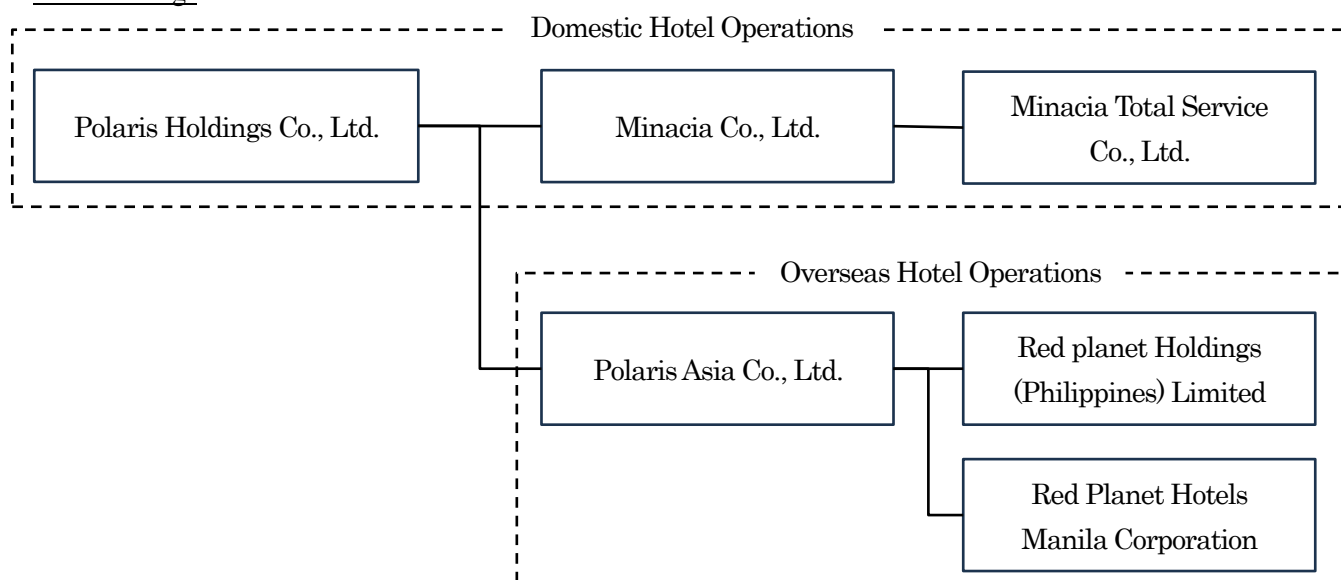 Domestic Hotel Operations
Polaris Holdings Co., Ltd.
Minacia Co., Ltd.
Minacia Total Service
Co., Ltd.
Overseas Hotel Operations
Polaris Asia Co., Ltd.
Red planet Holdings
(Philippines) Limited
Red Planet Hotels
Manila Corporation